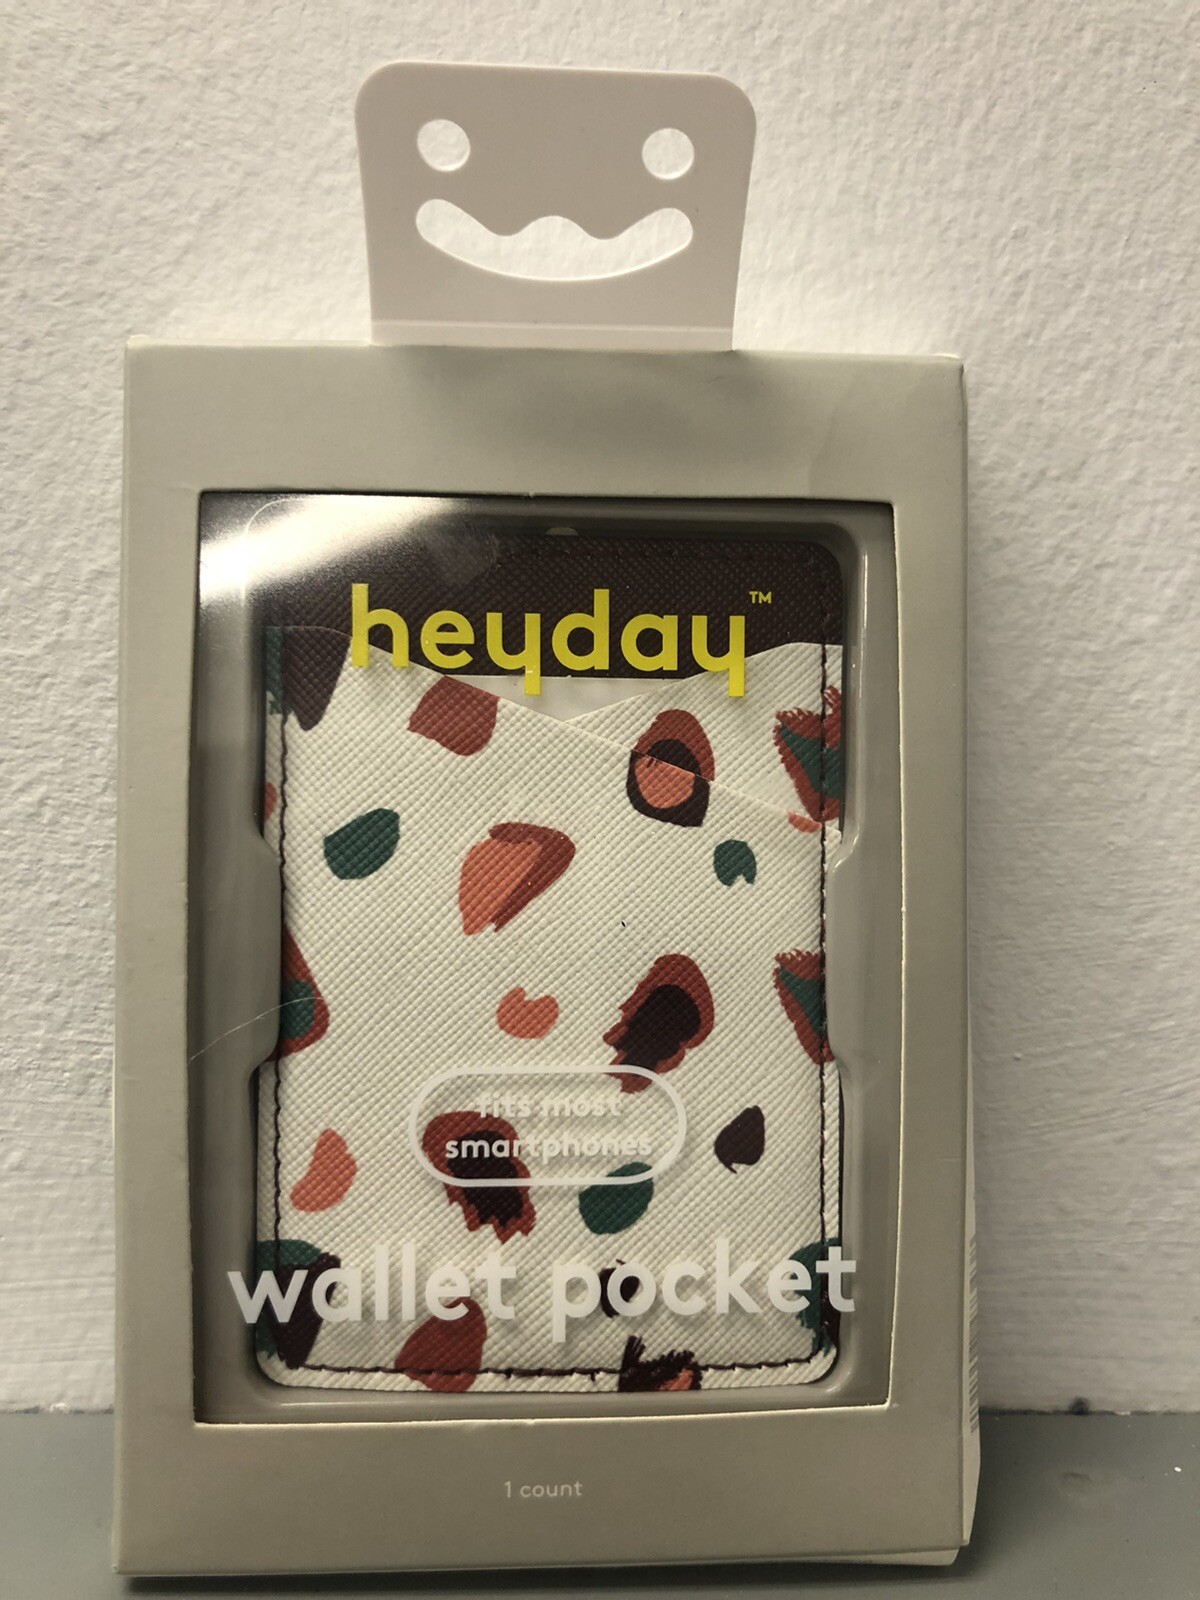 heyday™
fits most
smartphones
wallet pocket
1 count